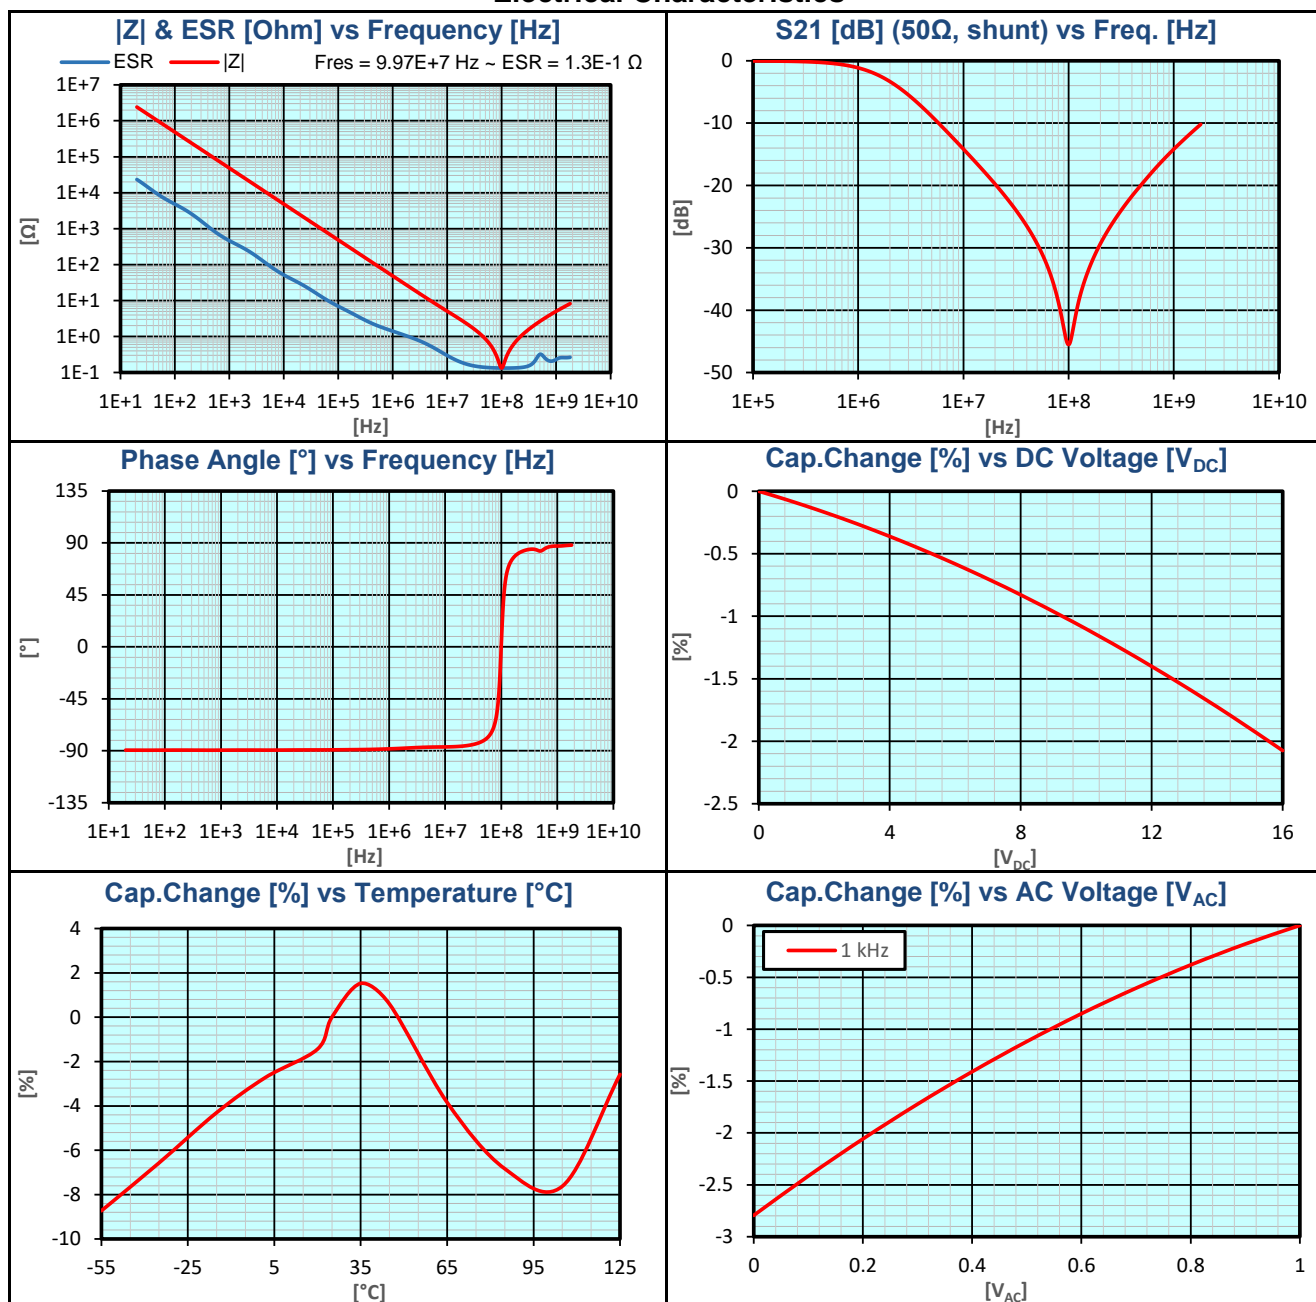 Electrical Characteristics
|Z| & ESR [Ohm] vs Frequency [Hz]
ESR |Z| Fres = 9.97E+7 Hz ~ ESR = 1.3E-1 Ω
1E+7
1E+6
1E+5
1E+4
1E+3
1E+2
1E+1
1E+0
1E-1
[Ω]
1E+1 1E+2 1E+3 1E+4 1E+5 1E+6 1E+7 1E+8 1E+9 1E+10
[Hz]
S21 [dB] (50Ω, shunt) vs Freq. [Hz]
0
-10
-20
-30
-40
-50
[dB]
1E+5 1E+6 1E+7 1E+8 1E+9 1E+10
[Hz]
Phase Angle [°] vs Frequency [Hz]
135
90
45
0
-45
-90
-135
[°]
1E+1 1E+2 1E+3 1E+4 1E+5 1E+6 1E+7 1E+8 1E+9 1E+10
[Hz]
Cap.Change [%] vs DC Voltage [VDC]
0
-0.5
-1
-1.5
-2
-2.5
[%]
0 4 8 12 16
[VDC]
Cap.Change [%] vs Temperature [°C]
4
2
0
-2
-4
-6
-8
-10
[%]
-55 -25 5 35 65 95 125
[°C]
Cap.Change [%] vs AC Voltage [VAC]
1 kHz
0
-0.5
-1
-1.5
-2
-2.5
-3
[%]
0 0.2 0.4 0.6 0.8 1
[VAC]